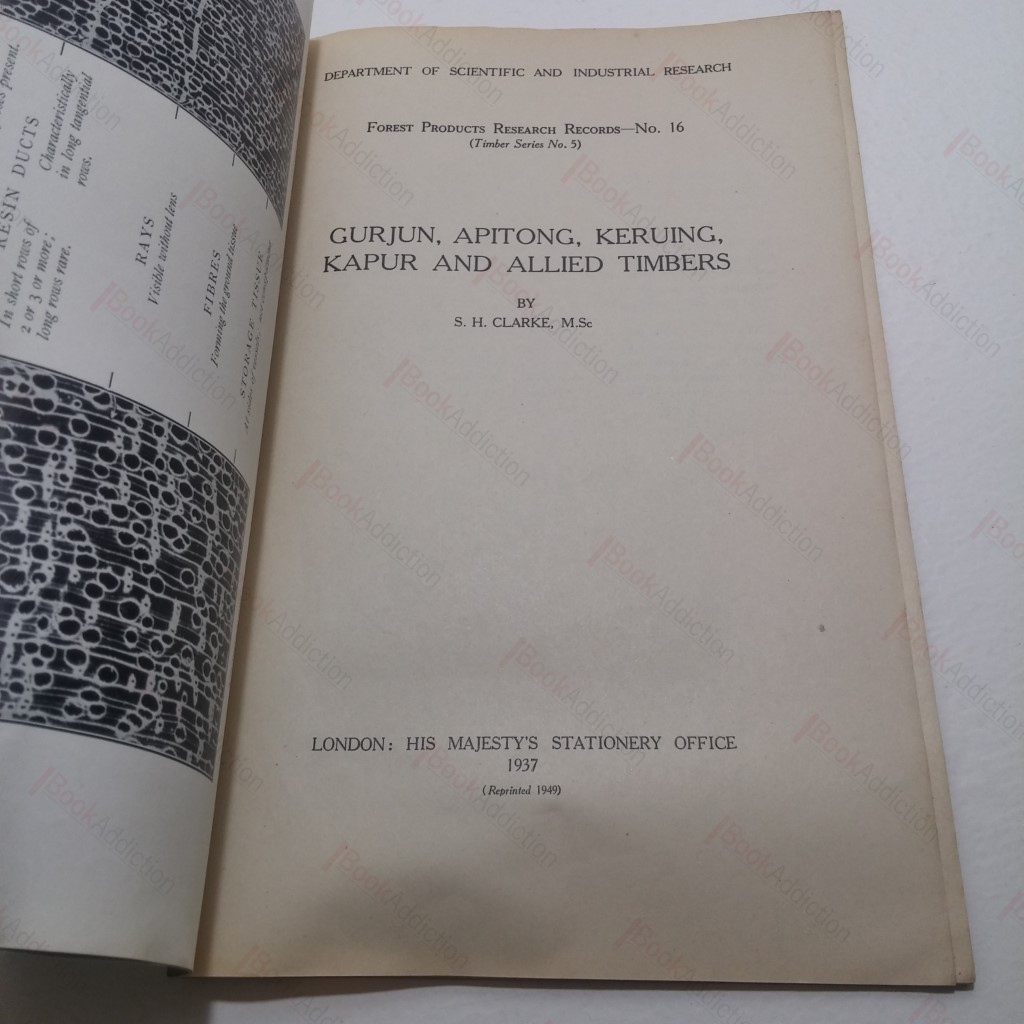 present.
RESIN DUCTS
In short rows of
2 or 3 or more;
long rows rare.
Characteristically
in long tangential
rows.
RAYS
Visible without lens
FIBRES
Forming the ground tissue
STORAGE TISSUE
DEPARTMENT OF SCIENTIFIC AND INDUSTRIAL RESEARCH
FOREST PRODUCTS RESEARCH RECORDS—NO. 16
(Timber Series No. 5)
GURJUN, APITONG, KERUING,
KAPUR AND ALLIED TIMBERS
BY
S. H. CLARKE, M.Sc
LONDON: HIS MAJESTY'S STATIONERY OFFICE
1937
(Reprinted 1949)
BookAddiction